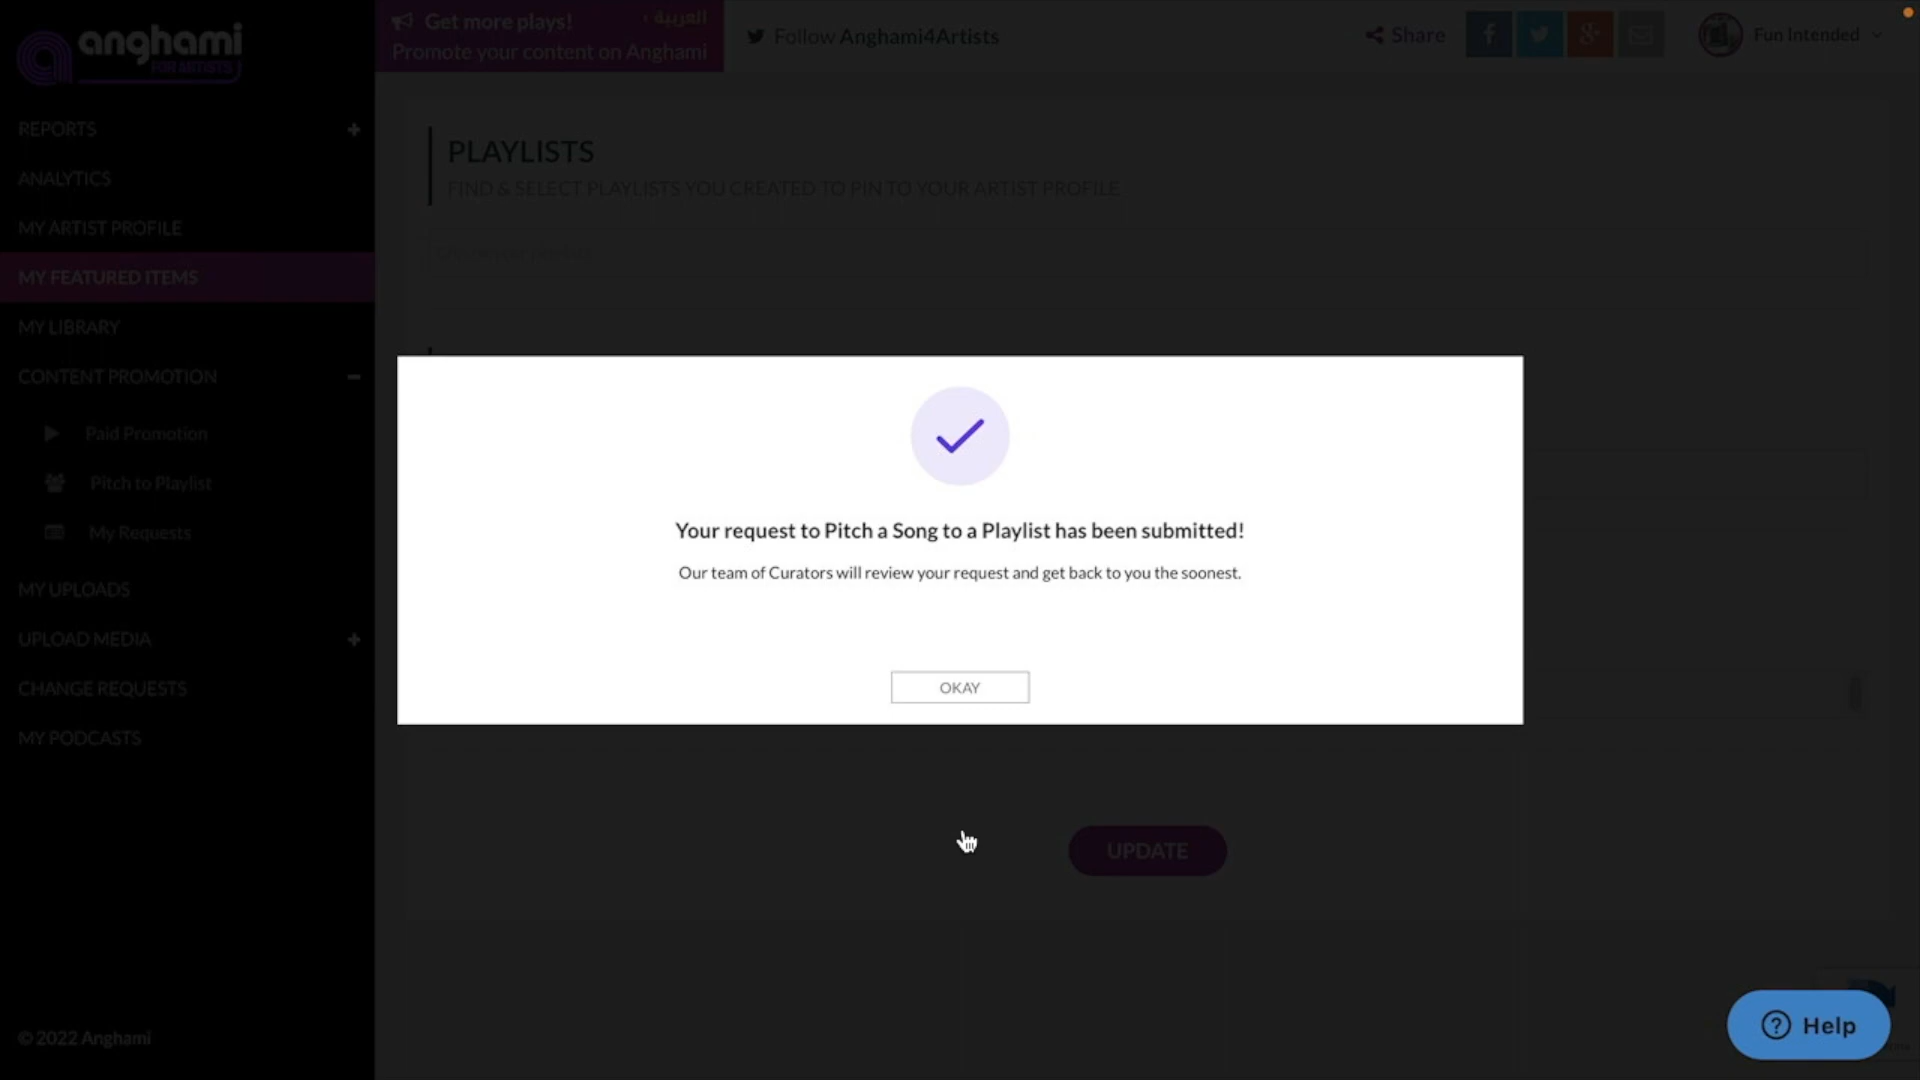 anghami
FOR ARTISTS
Get more plays!
العربية
Promote your content on Anghami
Follow Anghami4Artists
Share
Fun Intended
REPORTS
ANALYTICS
MY ARTIST PROFILE
MY FEATURED ITEMS
MY LIBRARY
CONTENT PROMOTION
Paid Promotion
Pitch to Playlist
My Requests
MY UPLOADS
UPLOAD MEDIA
CHANGE REQUESTS
MY PODCASTS
© 2022 Anghami
PLAYLISTS
FIND & SELECT PLAYLISTS YOU CREATED TO PIN TO YOUR ARTIST PROFILE
Your request to Pitch a Song to a Playlist has been submitted!
Our team of Curators will review your request and get back to you the soonest.
OKAY
UPDATE
Help